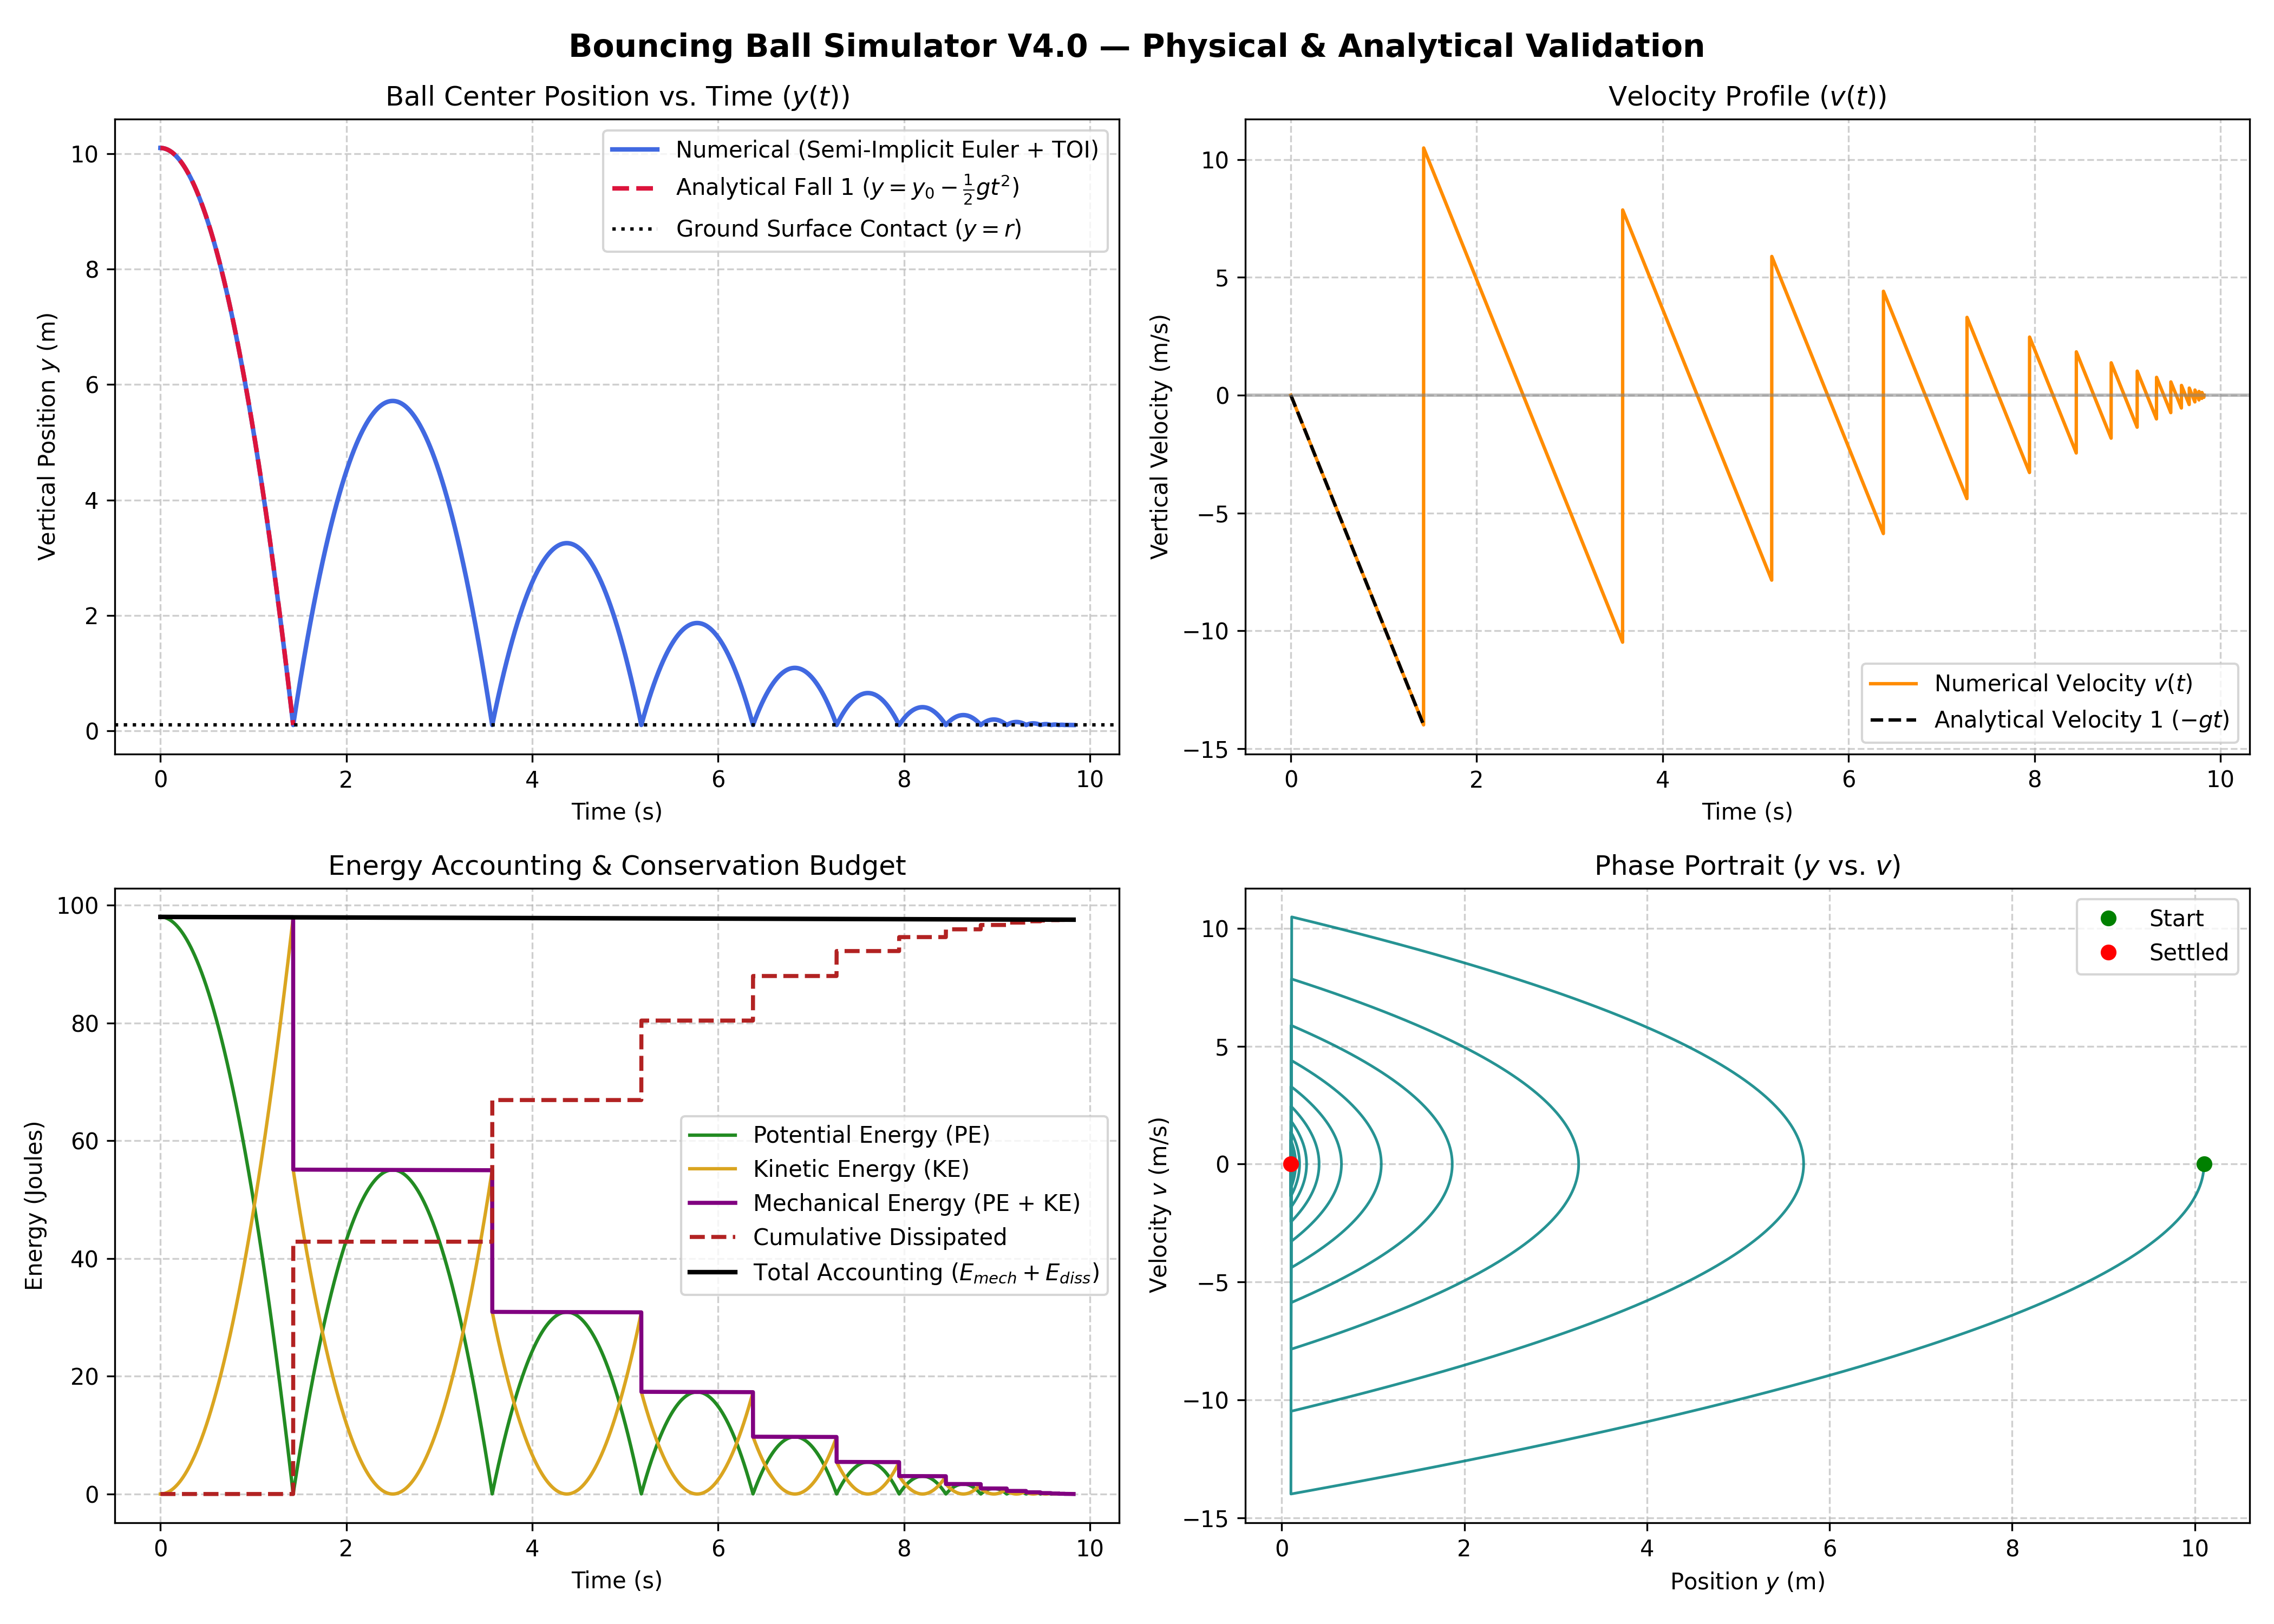 Bouncing Ball Simulator V4.0 — Physical & Analytical Validation
Ball Center Position vs. Time (y(t))
Vertical Position y (m)
10
8
6
4
2
0
Numerical (Semi-Implicit Euler + TOI)
Analytical Fall 1 (y = y₀ − ½gt²)
Ground Surface Contact (y = r)
0 2 4 6 8 10
Time (s)
Velocity Profile (v(t))
Vertical Velocity (m/s)
10
5
0
−5
−10
−15
Numerical Velocity v(t)
Analytical Velocity 1 (−gt)
0 2 4 6 8 10
Time (s)
Energy Accounting & Conservation Budget
Energy (Joules)
100
80
60
40
20
0
Potential Energy (PE)
Kinetic Energy (KE)
Mechanical Energy (PE + KE)
Cumulative Dissipated
Total Accounting (E_mech + E_diss)
0 2 4 6 8 10
Time (s)
Phase Portrait (y vs. v)
Velocity v (m/s)
10
5
0
−5
−10
−15
Start
Settled
0 2 4 6 8 10
Position y (m)